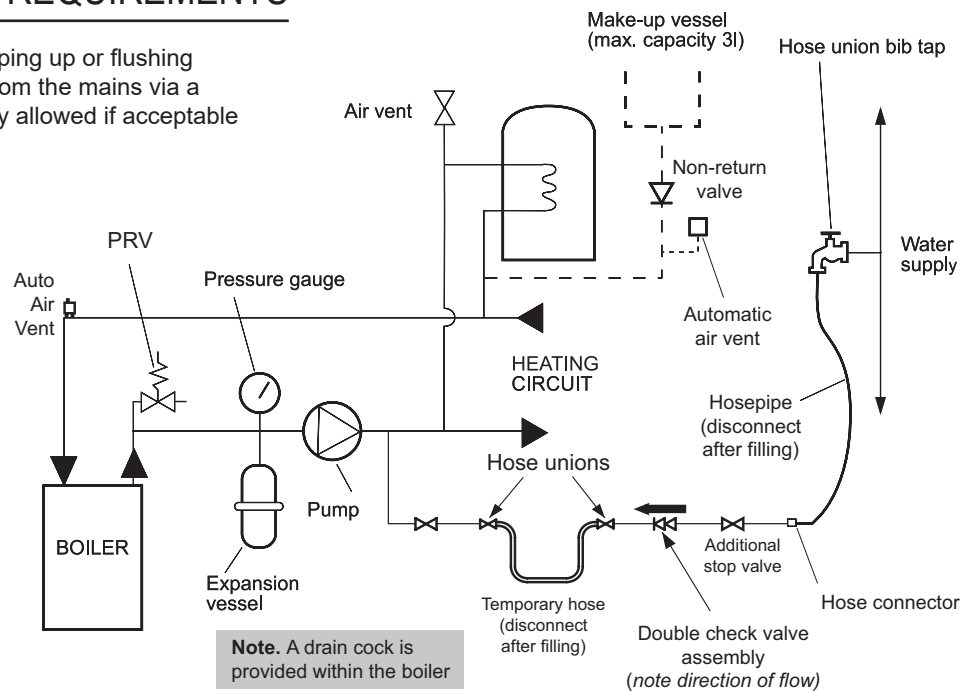 REQUIREMENTS
ping up or flushing
om the mains via a
y allowed if acceptable
Make-up vessel
(max. capacity 3l)
Hose union bib tap
Air vent
Non-return
valve
PRV
Pressure gauge
Water
supply
Auto
Air
Vent
Automatic
air vent
HEATING
CIRCUIT
Hosepipe
(disconnect
after filling)
Hose unions
Pump
BOILER
Additional
stop valve
Expansion
vessel
Temporary hose
(disconnect
after filling)
Hose connector
Double check valve
assembly
(note direction of flow)
Note. A drain cock is
provided within the boiler